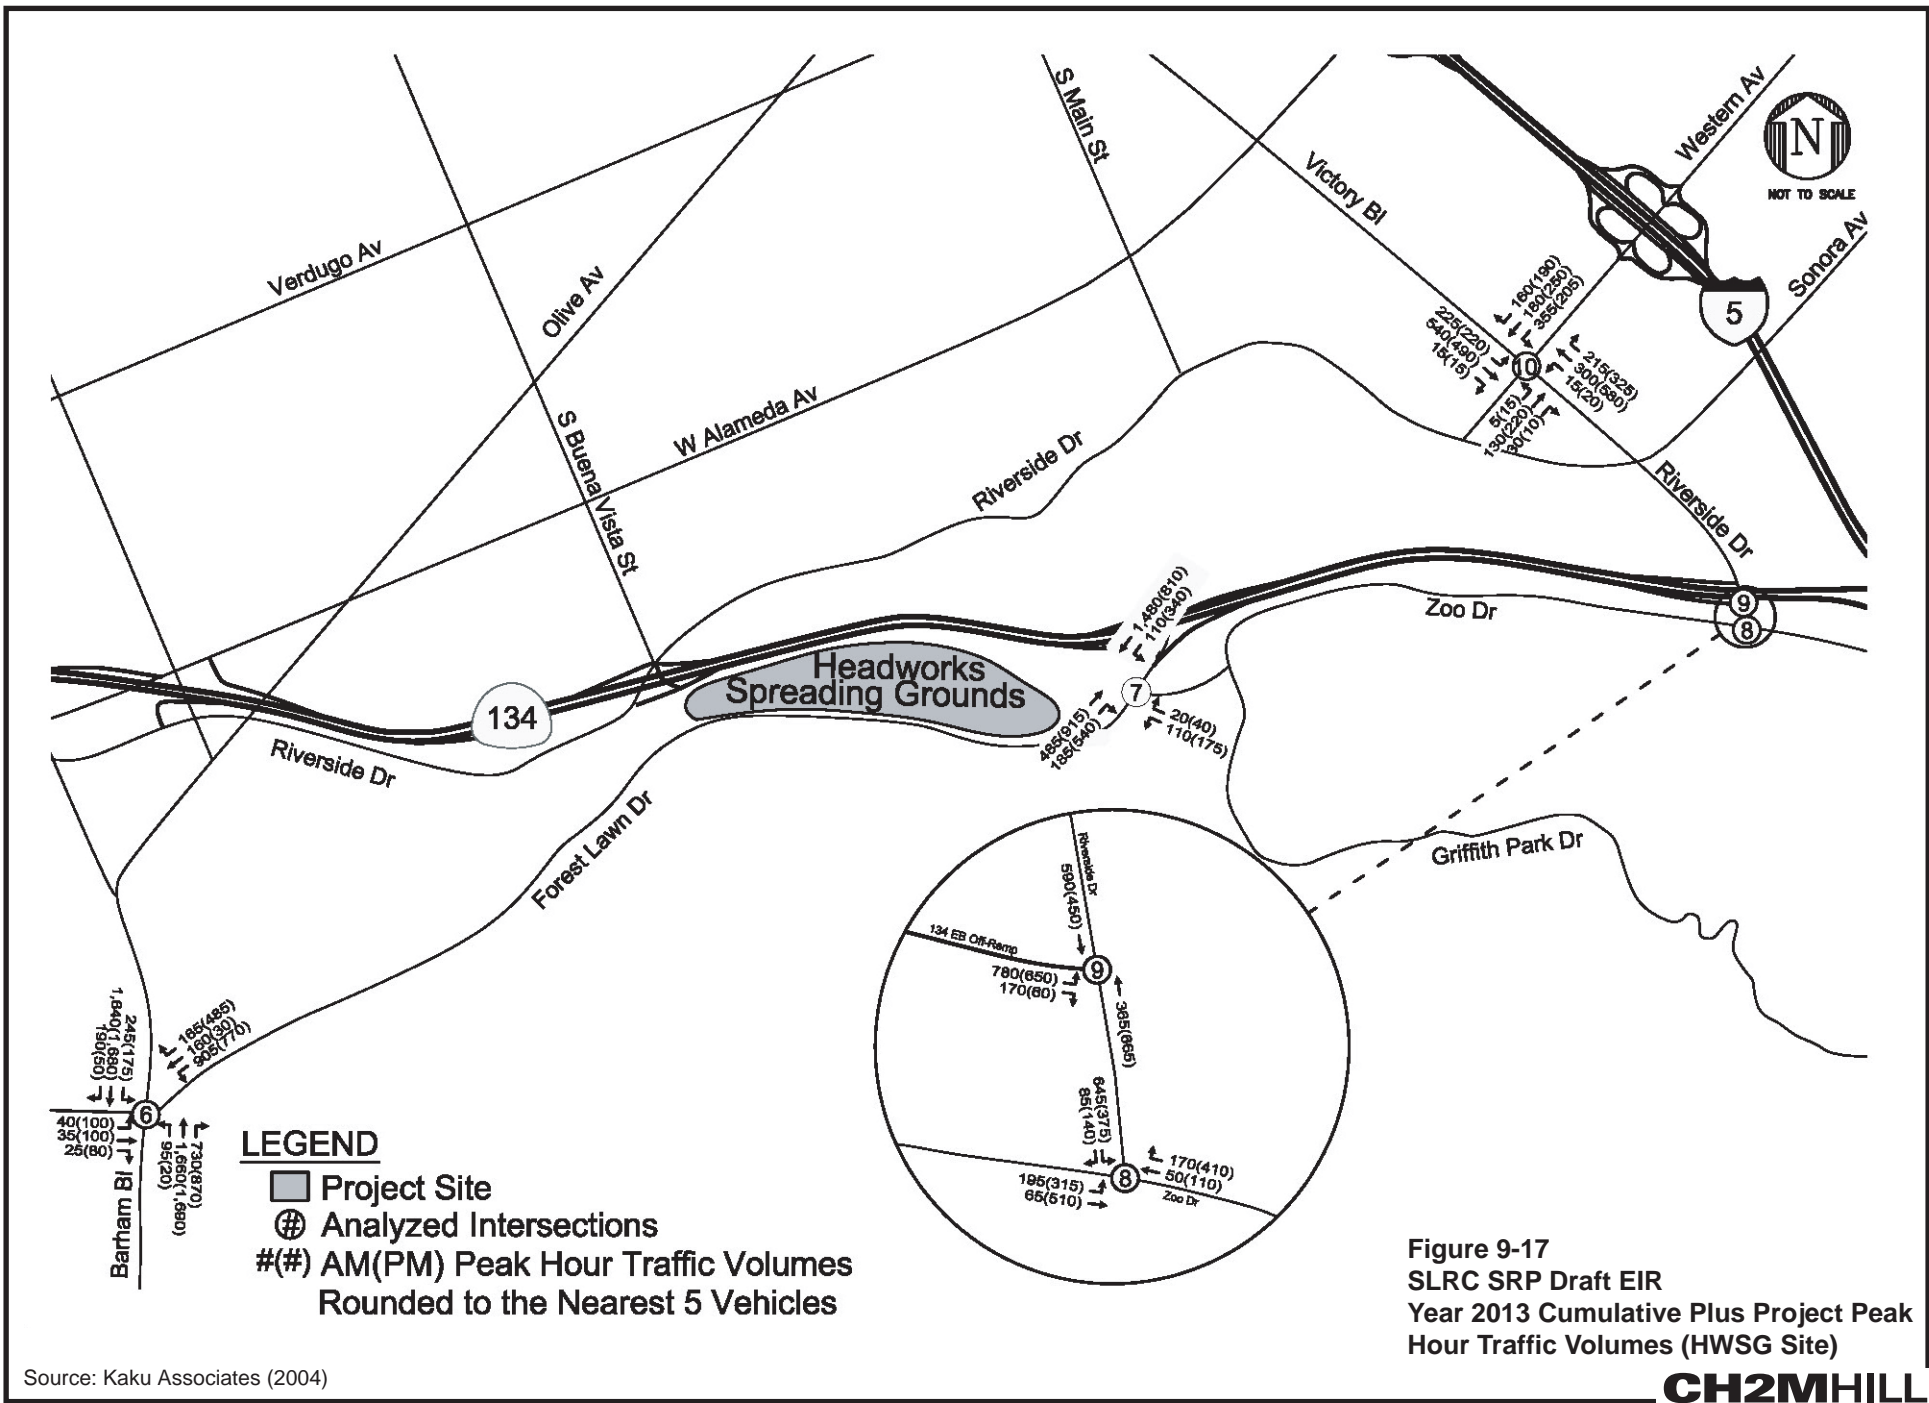 S Main St
Western Av
N
NOT TO SCALE
Victory Bl
Verdugo Av
Olive Av
Sonora Av
160(190)
180(250)
355(205)
5
225(220)
540(490)
15(15)
10
215(325)
300(580)
15(20)
5(15)
130(220)
30(10)
S Buena Vista St
W Alameda Av
Riverside Dr
Riverside Dr
1,480(810)
110(340)
Zoo Dr
9
8
Headworks
Spreading Grounds
7
134
485(915)
185(540)
20(40)
110(175)
Riverside Dr
Forest Lawn Dr
Griffith Park Dr
Riverside Dr
590(450)
134 EB Off-Ramp
9
780(650)
170(80)
365(865)
645(375)
85(140)
8
170(410)
50(110)
Zoo Dr
195(315)
65(510)
245(175)
1,840(1,680)
190(50)
165(485)
160(30)
905(770)
6
40(100)
35(100)
25(80)
730(870)
1,660(1,680)
95(20)
Barham Bl
LEGEND
Project Site
# Analyzed Intersections
#(#) AM(PM) Peak Hour Traffic Volumes
Rounded to the Nearest 5 Vehicles
Figure 9-17
SLRC SRP Draft EIR
Year 2013 Cumulative Plus Project Peak
Hour Traffic Volumes (HWSG Site)
Source: Kaku Associates (2004)
CH2MHILL